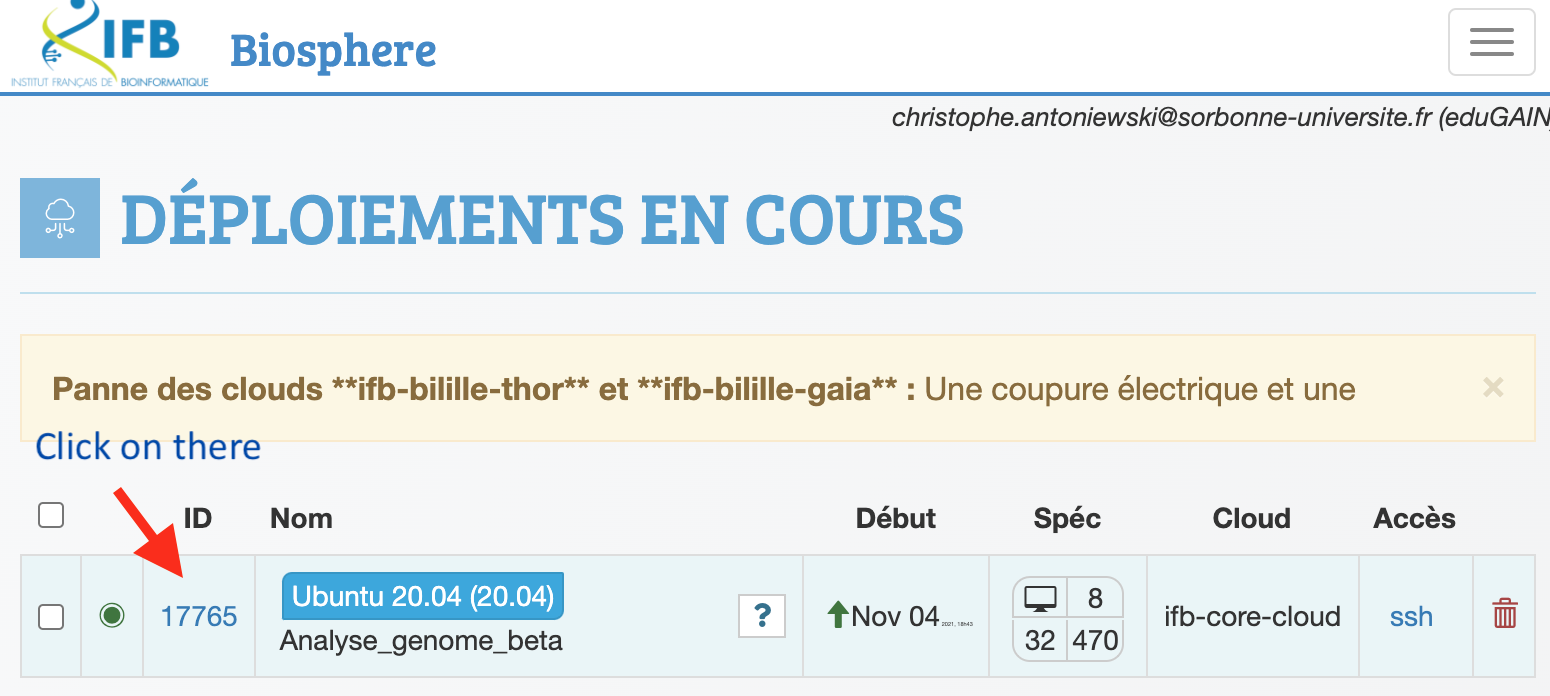 IFB
INSTITUT FRANÇAIS DE BIOINFORMATIQUE
Biosphere
christophe.antoniewski@sorbonne-universite.fr (eduGAIN)
DÉPLOIEMENTS EN COURS
Panne des clouds **ifb-bilille-thor** et **ifb-bilille-gaia** : Une coupure électrique et une ×
Click on there
ID Nom Début Spéc Cloud Accès
17765 Ubuntu 20.04 (20.04) ? Nov 04 2021, 18h43 8 ifb-core-cloud ssh
Analyse_genome_beta 32 470